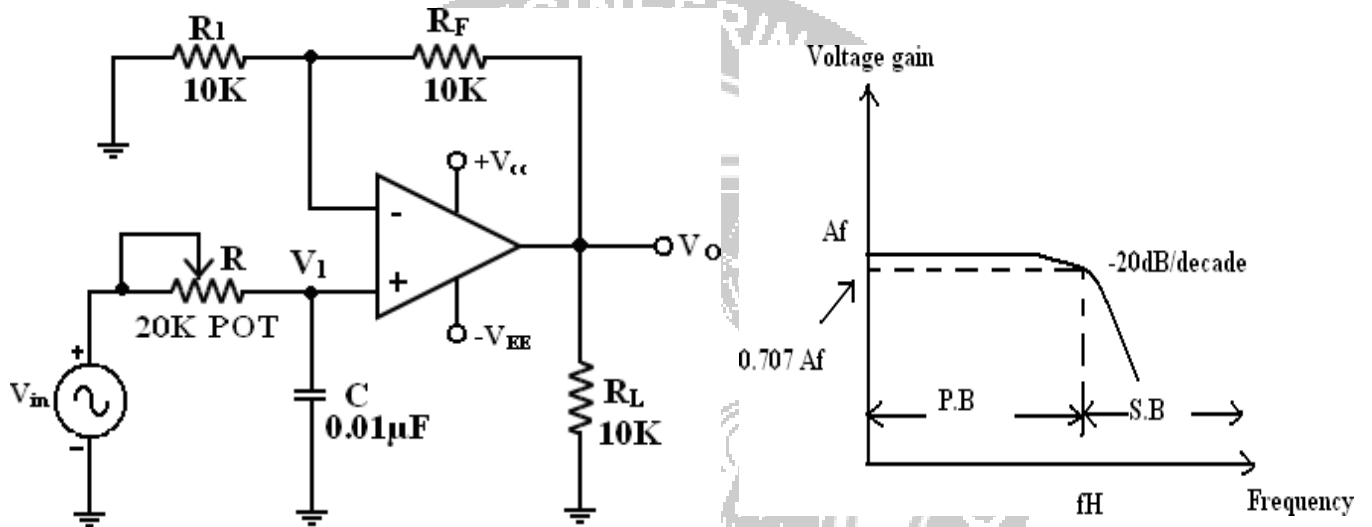 R1
10K
RF
10K
+Vcc
-
+
-VEE
VO
R
20K POT
V1
+
Vin
-
C
0.01µF
RL
10K
Voltage gain
Af
-20dB/decade
0.707 Af
P.B
S.B
fH
Frequency